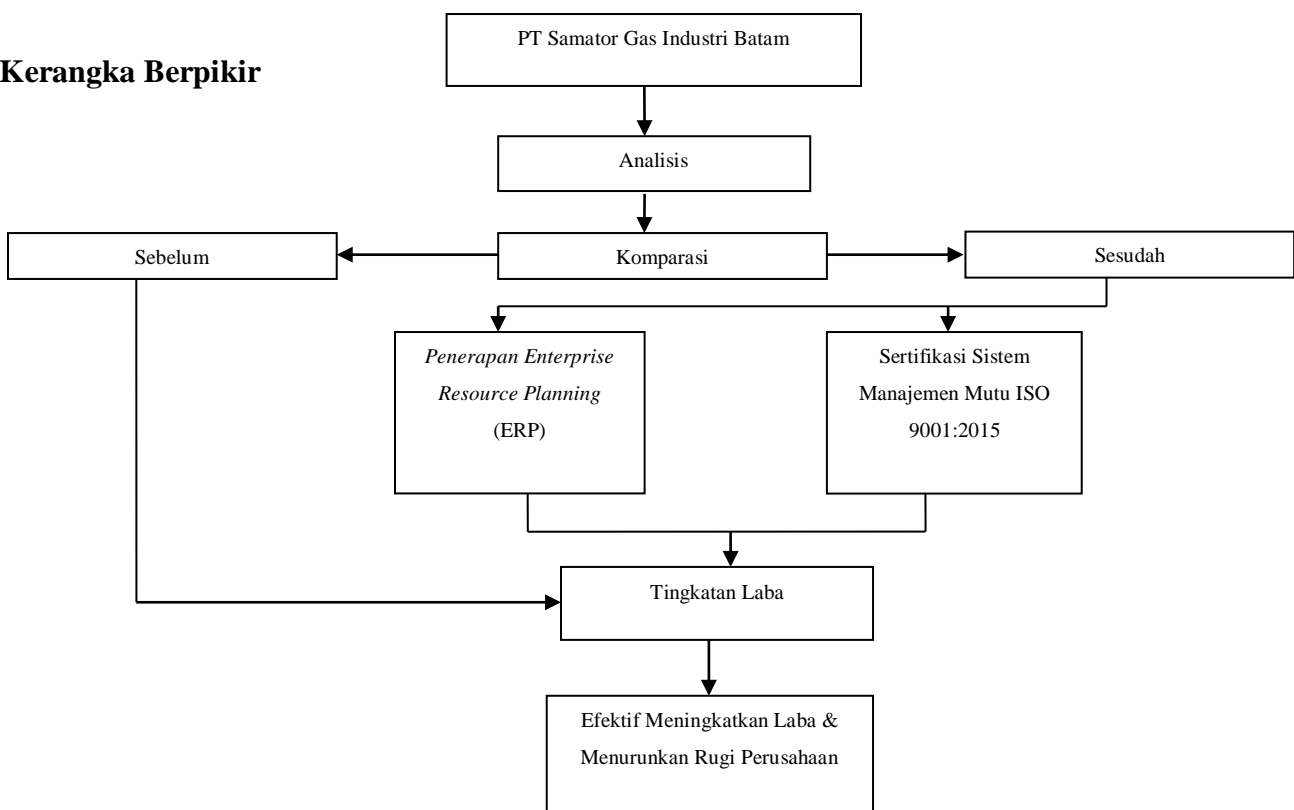 PT Samator Gas Industri Batam
Kerangka Berpikir
Analisis
Sebelum
Komparasi
Sesudah
Penerapan Enterprise
Resource Planning
(ERP)
Sertifikasi Sistem
Manajemen Mutu ISO
9001:2015
Tingkatan Laba
Efektif Meningkatkan Laba &
Menurunkan Rugi Perusahaan